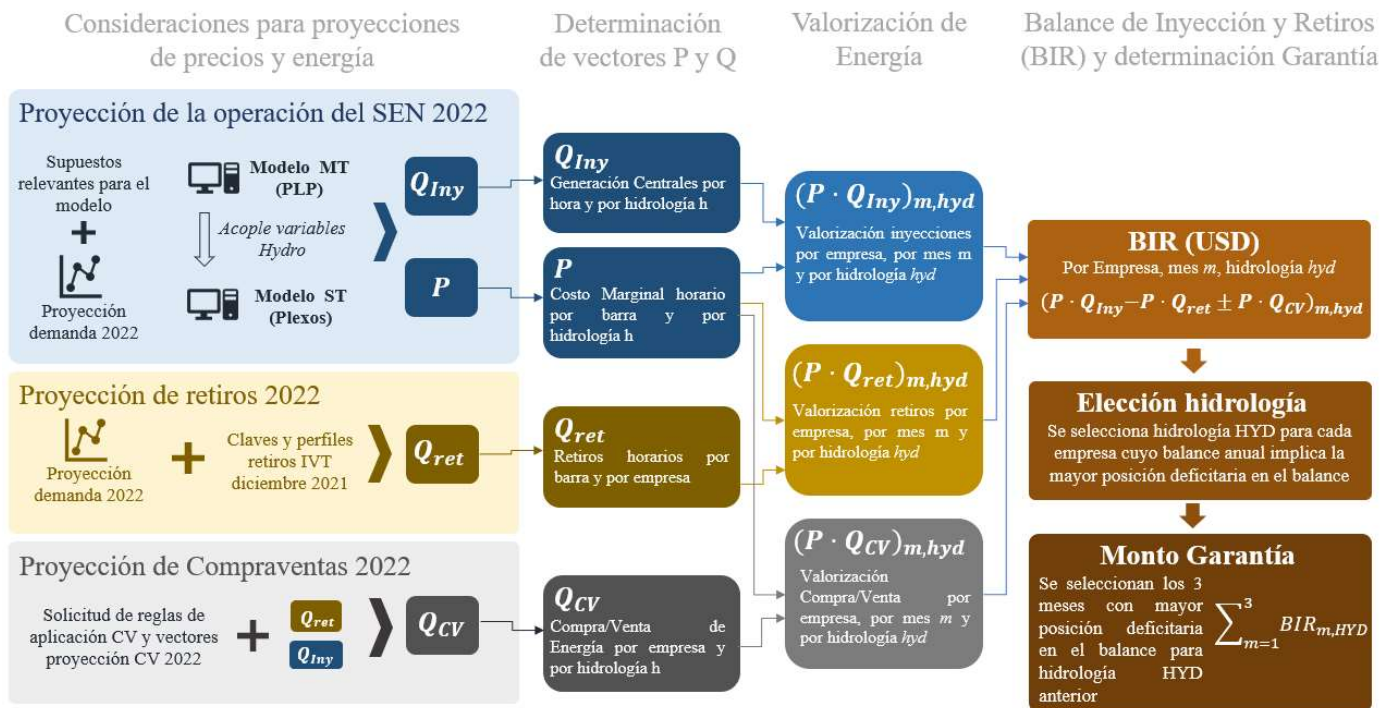 Consideraciones para proyecciones
de precios y energía
Determinación
de vectores P y Q
Valorización de
Energía
Balance de Inyección y Retiros
(BIR) y determinación Garantía
Proyección de la operación del SEN 2022
Supuestos
relevantes para el
modelo
+
Proyección
demanda 2022
Modelo MT
(PLP)
Acople variables
Hydro
Modelo ST
(Plexos)
Q_Iny
P
Proyección de retiros 2022
Proyección
demanda 2022
+
Claves y perfiles
retiros IVT
diciembre 2021
Q_ret
Proyección de Compraventas 2022
Solicitud de reglas de
aplicación CV y vectores
proyección CV 2022
+
Q_ret
Q_Iny
Q_CV
Q_Iny
Generación Centrales por
hora y por hidrología h
P
Costo Marginal horario
por barra y por
hidrología h
Q_ret
Retiros horarios por
barra y por empresa
Q_CV
Compra/Venta de
Energía por empresa y
por hidrología h
(P · Q_Iny)_m,hyd
Valorización inyecciones
por empresa, por mes m
y por hidrología hyd
(P · Q_ret)_m,hyd
Valorización retiros por
empresa, por mes m y
por hidrología hyd
(P · Q_CV)_m,hyd
Valorización
Compra/Venta por
empresa, por mes m y
por hidrología hyd
BIR (USD)
Por Empresa, mes m, hidrología hyd
(P · Q_Iny−P · Q_ret ± P · Q_CV)_m,hyd
Elección hidrología
Se selecciona hidrología HYD para cada
empresa cuyo balance anual implica la
mayor posición deficitaria en el balance
Monto Garantía
Se seleccionan los 3
meses con mayor
posición deficitaria
en el balance para
hidrología HYD
anterior
∑_{m=1}^{3} BIR_m,HYD